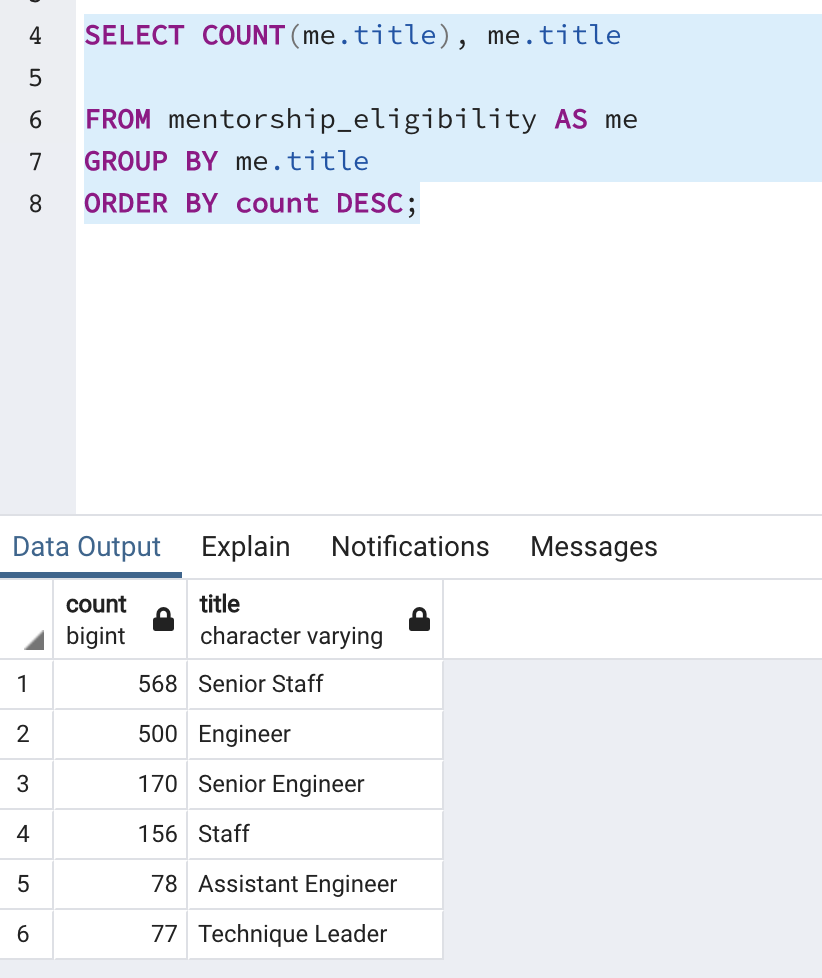 4 SELECT COUNT(me.title), me.title
5
6 FROM mentorship_eligibility AS me
7 GROUP BY me.title
8 ORDER BY count DESC;
Data Output Explain Notifications Messages
count title
bigint character varying
1 568 Senior Staff
2 500 Engineer
3 170 Senior Engineer
4 156 Staff
5 78 Assistant Engineer
6 77 Technique Leader